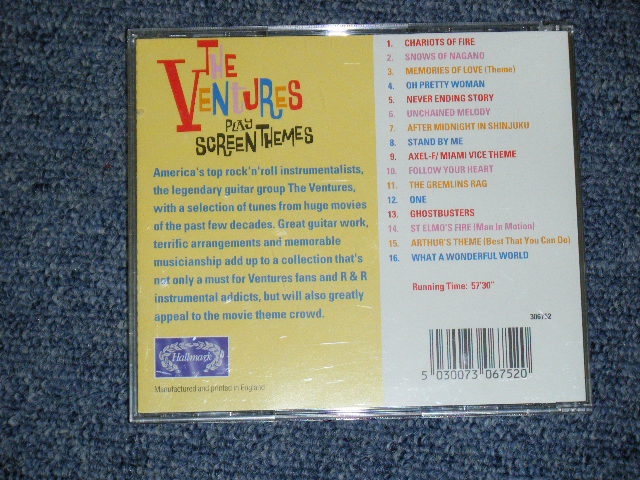 THE
VENTURES
PLAY
SCREEN THEMES
America's top rock'n'roll instrumentalists,
the legendary guitar group The Ventures,
with a selection of tunes from huge movies
of the past few decades. Great guitar work,
terrific arrangements and memorable
musicianship add up to a collection that's
not only a must for Ventures fans and R & R
instrumental addicts, but will also greatly
appeal to the movie theme crowd.
Hallmark
Manufactured and printed in England
1. CHARIOTS OF FIRE
2. SNOWS OF NAGANO
3. MEMORIES OF LOVE (Theme)
4. OH PRETTY WOMAN
5. NEVER ENDING STORY
6. UNCHAINED MELODY
7. AFTER MIDNIGHT IN SHINJUKU
8. STAND BY ME
9. AXEL-F/ MIAMI VICE THEME
10. FOLLOW YOUR HEART
11. THE GREMLINS RAG
12. ONE
13. GHOSTBUSTERS
14. ST ELMO'S FIRE (Man In Motion)
15. ARTHUR'S THEME (Best That You Can Do)
16. WHAT A WONDERFUL WORLD
Running Time: 57'30"
306752
5 030073 067520